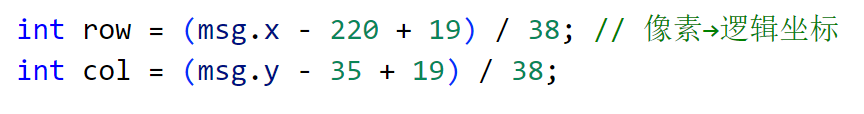 int row = (msg.x - 220 + 19) / 38; // 像素→逻辑坐标
int col = (msg.y - 35 + 19) / 38;